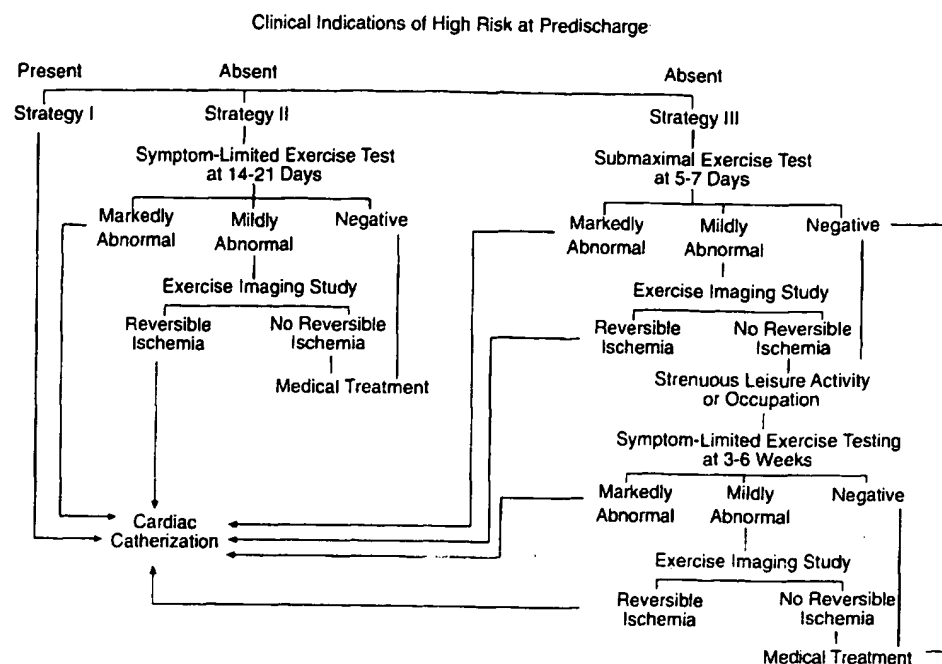 Clinical Indications of High Risk at Predischarge
Present
Absent
Absent
Strategy I
Strategy II
Strategy III
Symptom-Limited Exercise Test
at 14-21 Days
Submaximal Exercise Test
at 5-7 Days
Markedly
Abnormal
Mildly
Abnormal
Negative
Markedly
Abnormal
Mildly
Abnormal
Negative
Exercise Imaging Study
Exercise Imaging Study
Reversible
Ischemia
No Reversible
Ischemia
Reversible
Ischemia
No Reversible
Ischemia
Medical Treatment
Strenuous Leisure Activity
or Occupation
Symptom-Limited Exercise Testing
at 3-6 Weeks
Markedly
Abnormal
Mildly
Abnormal
Negative
Cardiac
Catherization
Exercise Imaging Study
Reversible
Ischemia
No Reversible
Ischemia
Medical Treatment